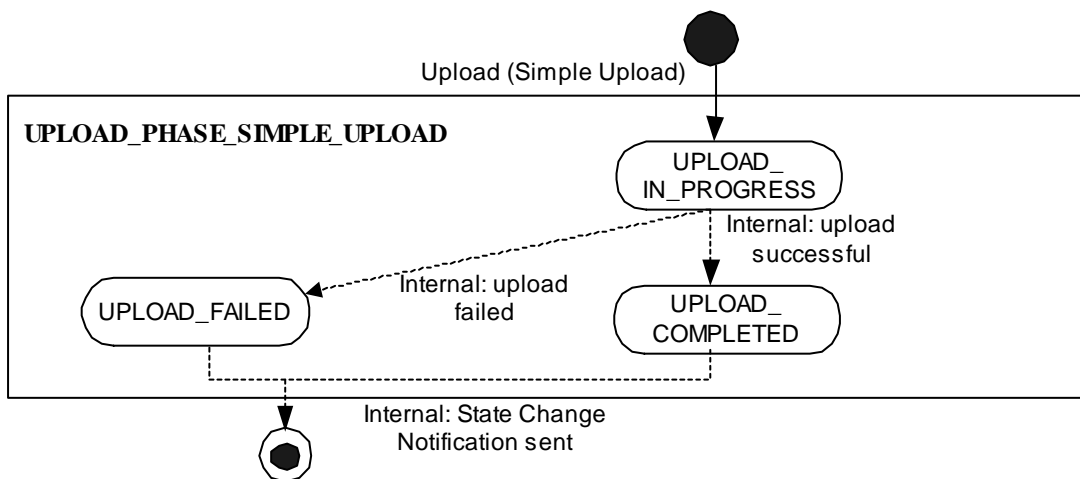 Upload (Simple Upload)
UPLOAD_PHASE_SIMPLE_UPLOAD
UPLOAD_
IN_PROGRESS
Internal: upload
successful
Internal: upload
failed
UPLOAD_FAILED
UPLOAD_
COMPLETED
Internal: State Change
Notification sent